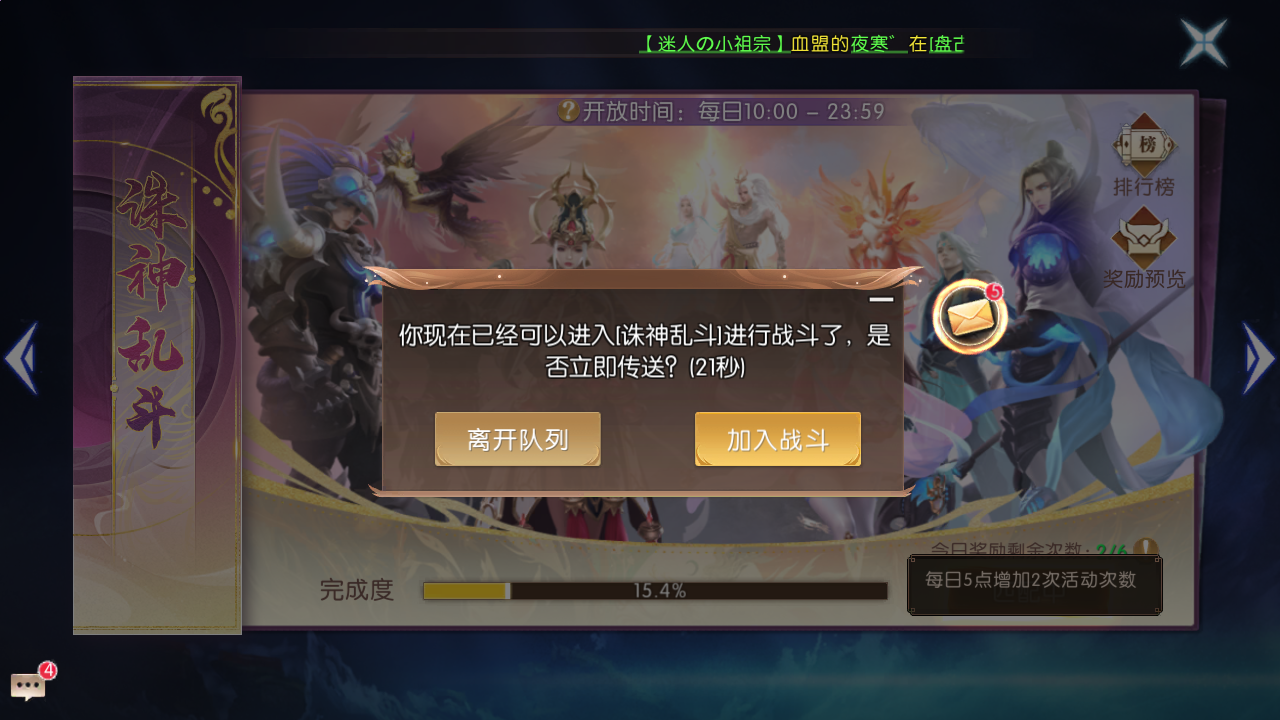 【迷人の小祖宗】血盟的夜寒゛在[盘古
开放时间：每日10:00 – 23:59
榜
排行榜
奖励预览
诛神乱斗
5
你现在已经可以进入[诛神乱斗]进行战斗了，是
否立即传送？(21秒)
离开队列
加入战斗
今日奖励剩余次数：2/6
每日5点增加2次活动次数
完成度
15.4%
4